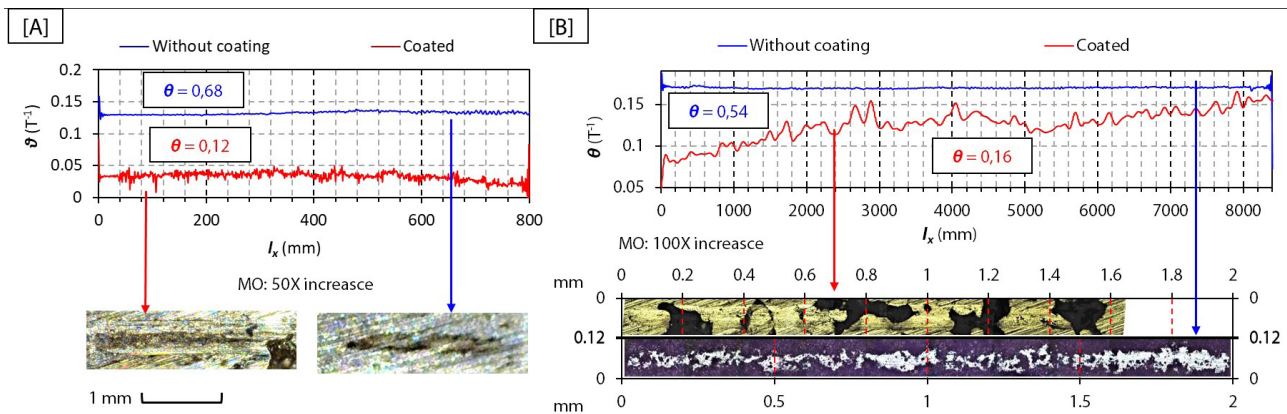 [A]
Without coating
Coated
0.2
0.15
0.1
0.05
0
ϑ (T⁻¹)
θ = 0,68
θ = 0,12
0 200 400 600 800
lₓ (mm)
MO: 50X increasce
1 mm
[B]
Without coating
Coated
0.15
0.1
0.05
θ (T⁻¹)
θ = 0,54
θ = 0,16
0 1000 2000 3000 4000 5000 6000 7000 8000
lₓ (mm)
MO: 100X increasce
mm 0 0.2 0.4 0.6 0.8 1 1.2 1.4 1.6 1.8 2
0 0
0.12 0.12
0 0
mm 0.5 1 1.5 2